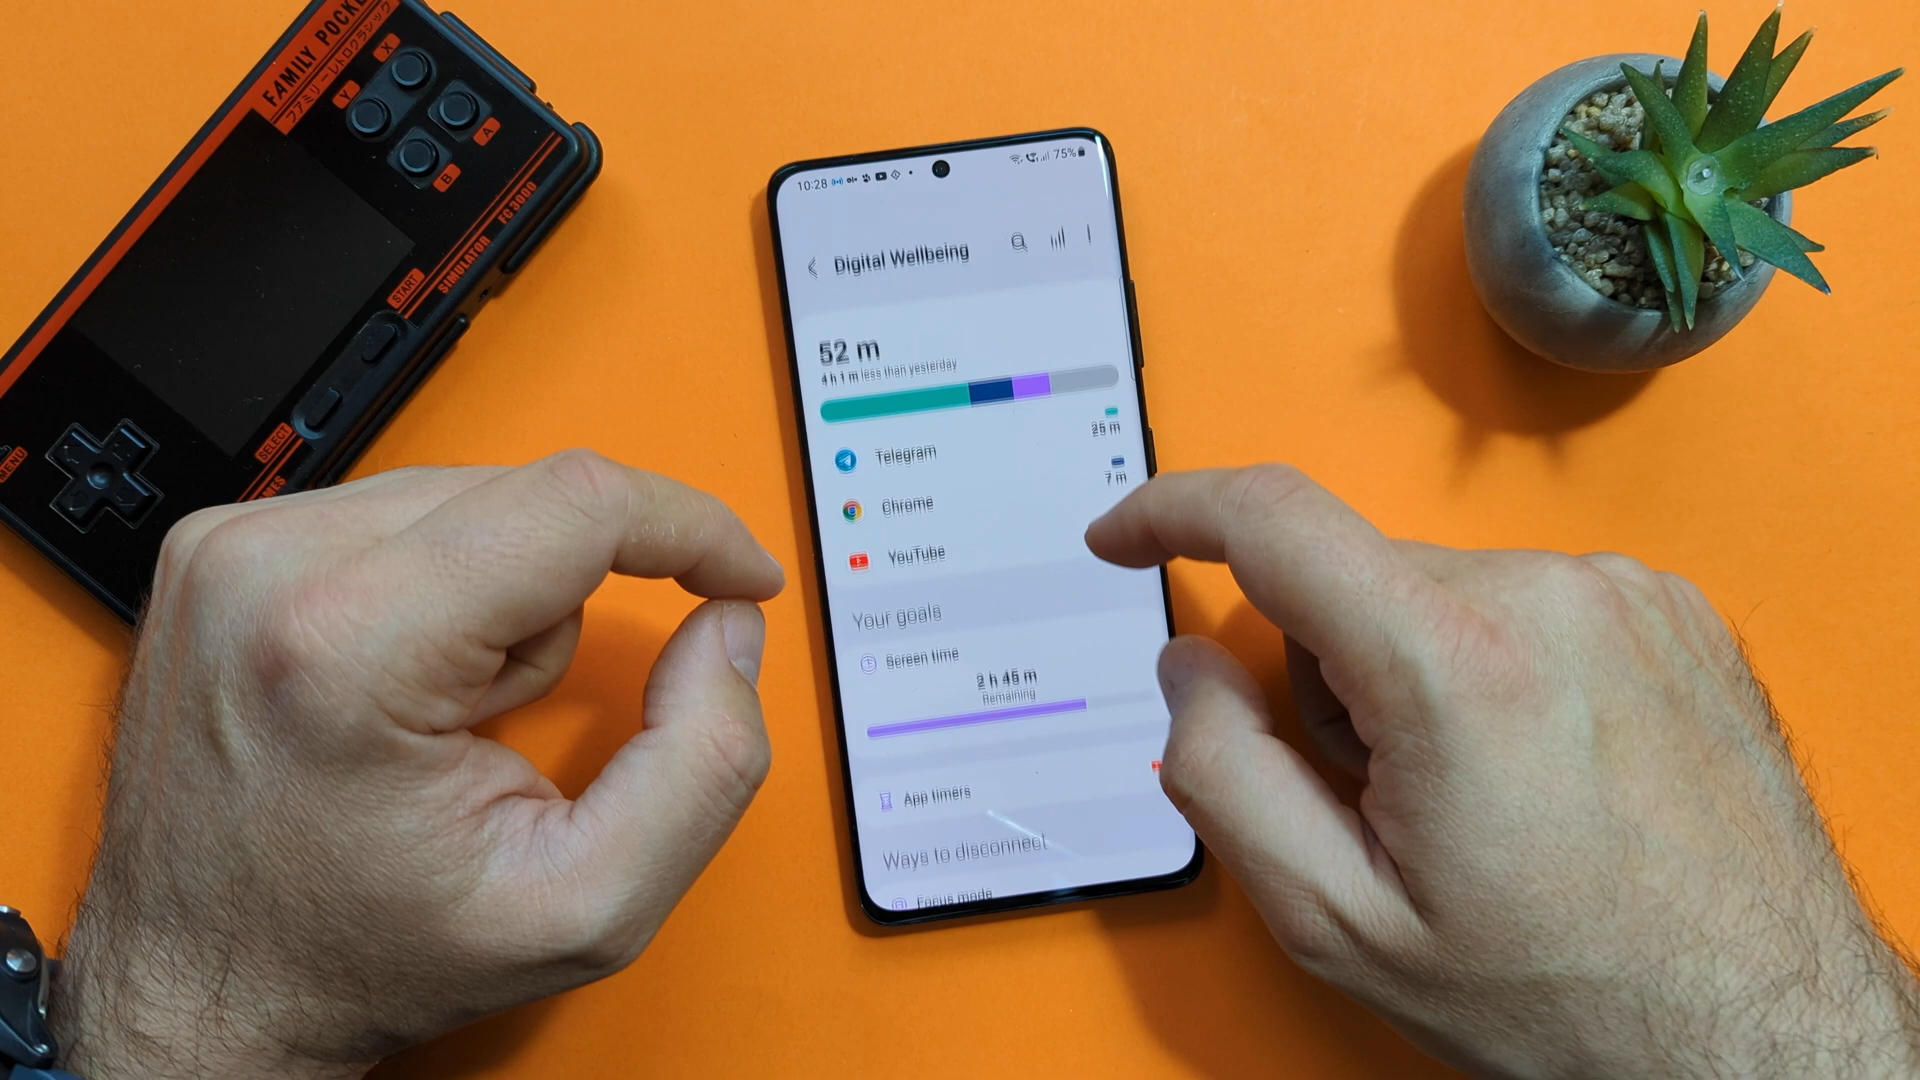 FAMILY POCKE
ファミリーレトロクラシック
X
Y
A
B
FC3000
SIMULATOR
START
SELECT
MENU
MES
10:28
75%
Digital Wellbeing
52 m
4 h 1 m less than yesterday
25 m
Telegram
7 m
Chrome
YouTube
Your goals
Screen time
2 h 45 m
Remaining
App timers
Ways to disconnect
Focus mode